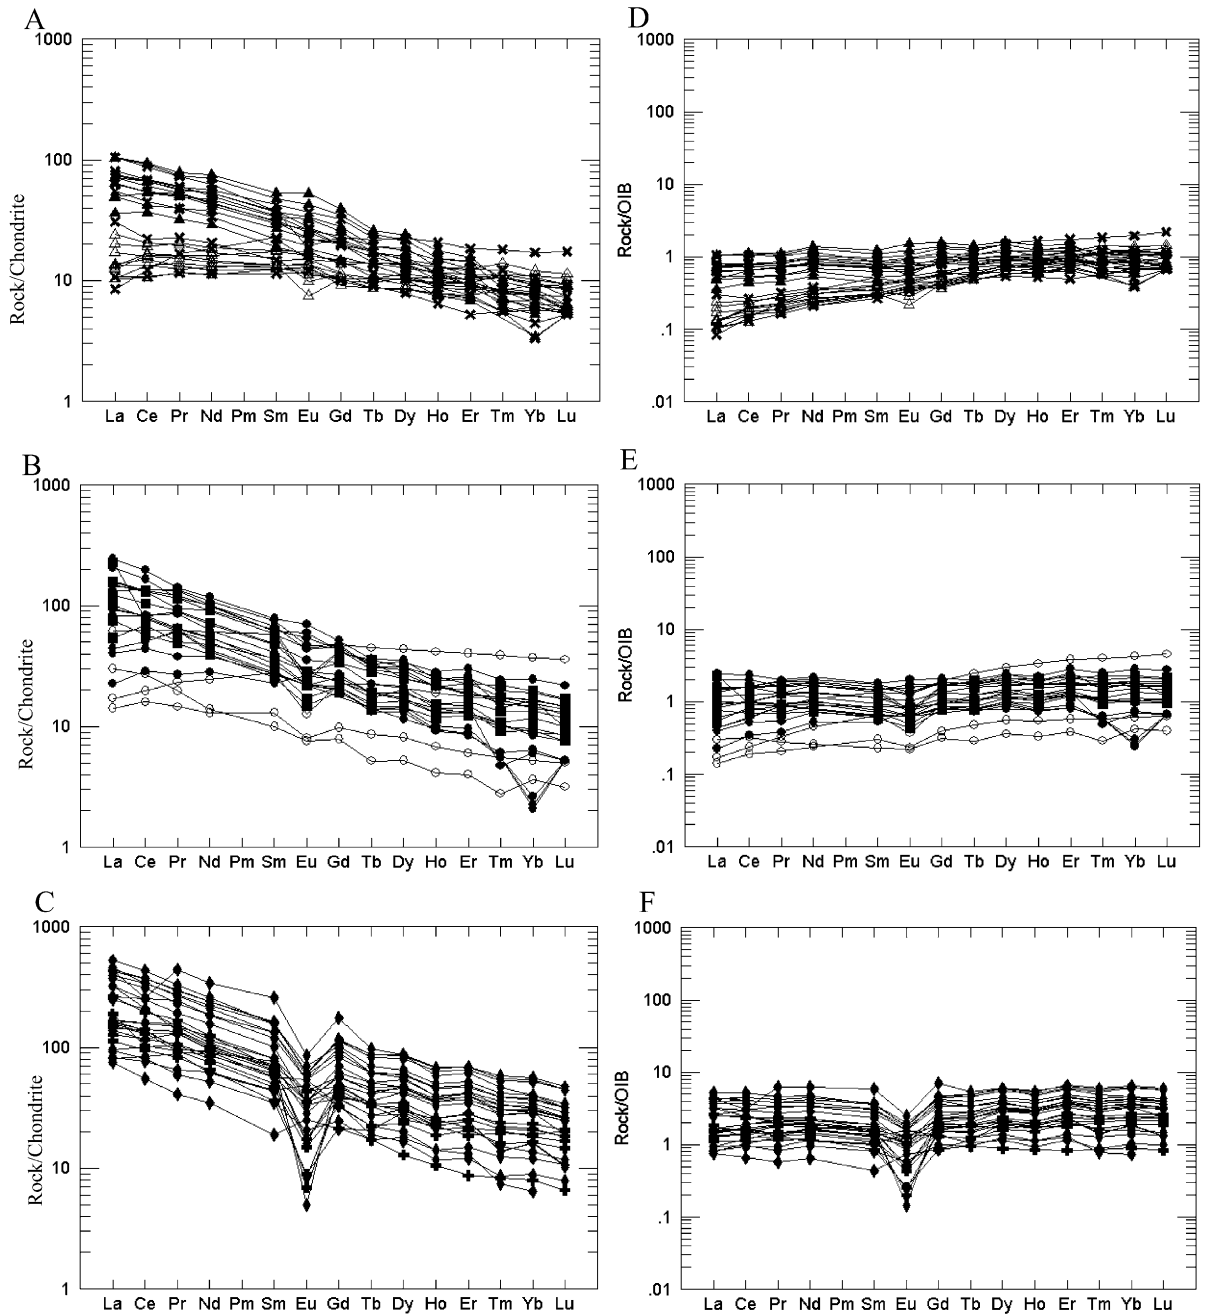 A
1000
100
10
1
Rock/Chondrite
La Ce Pr Nd Pm Sm Eu Gd Tb Dy Ho Er Tm Yb Lu
D
1000
100
10
1
.1
.01
Rock/OIB
La Ce Pr Nd Pm Sm Eu Gd Tb Dy Ho Er Tm Yb Lu
B
1000
100
10
1
Rock/Chondrite
La Ce Pr Nd Pm Sm Eu Gd Tb Dy Ho Er Tm Yb Lu
E
1000
100
10
1
.1
.01
Rock/OIB
La Ce Pr Nd Pm Sm Eu Gd Tb Dy Ho Er Tm Yb Lu
C
1000
100
10
1
Rock/Chondrite
La Ce Pr Nd Pm Sm Eu Gd Tb Dy Ho Er Tm Yb Lu
F
1000
100
10
1
.1
.01
Rock/OIB
La Ce Pr Nd Pm Sm Eu Gd Tb Dy Ho Er Tm Yb Lu